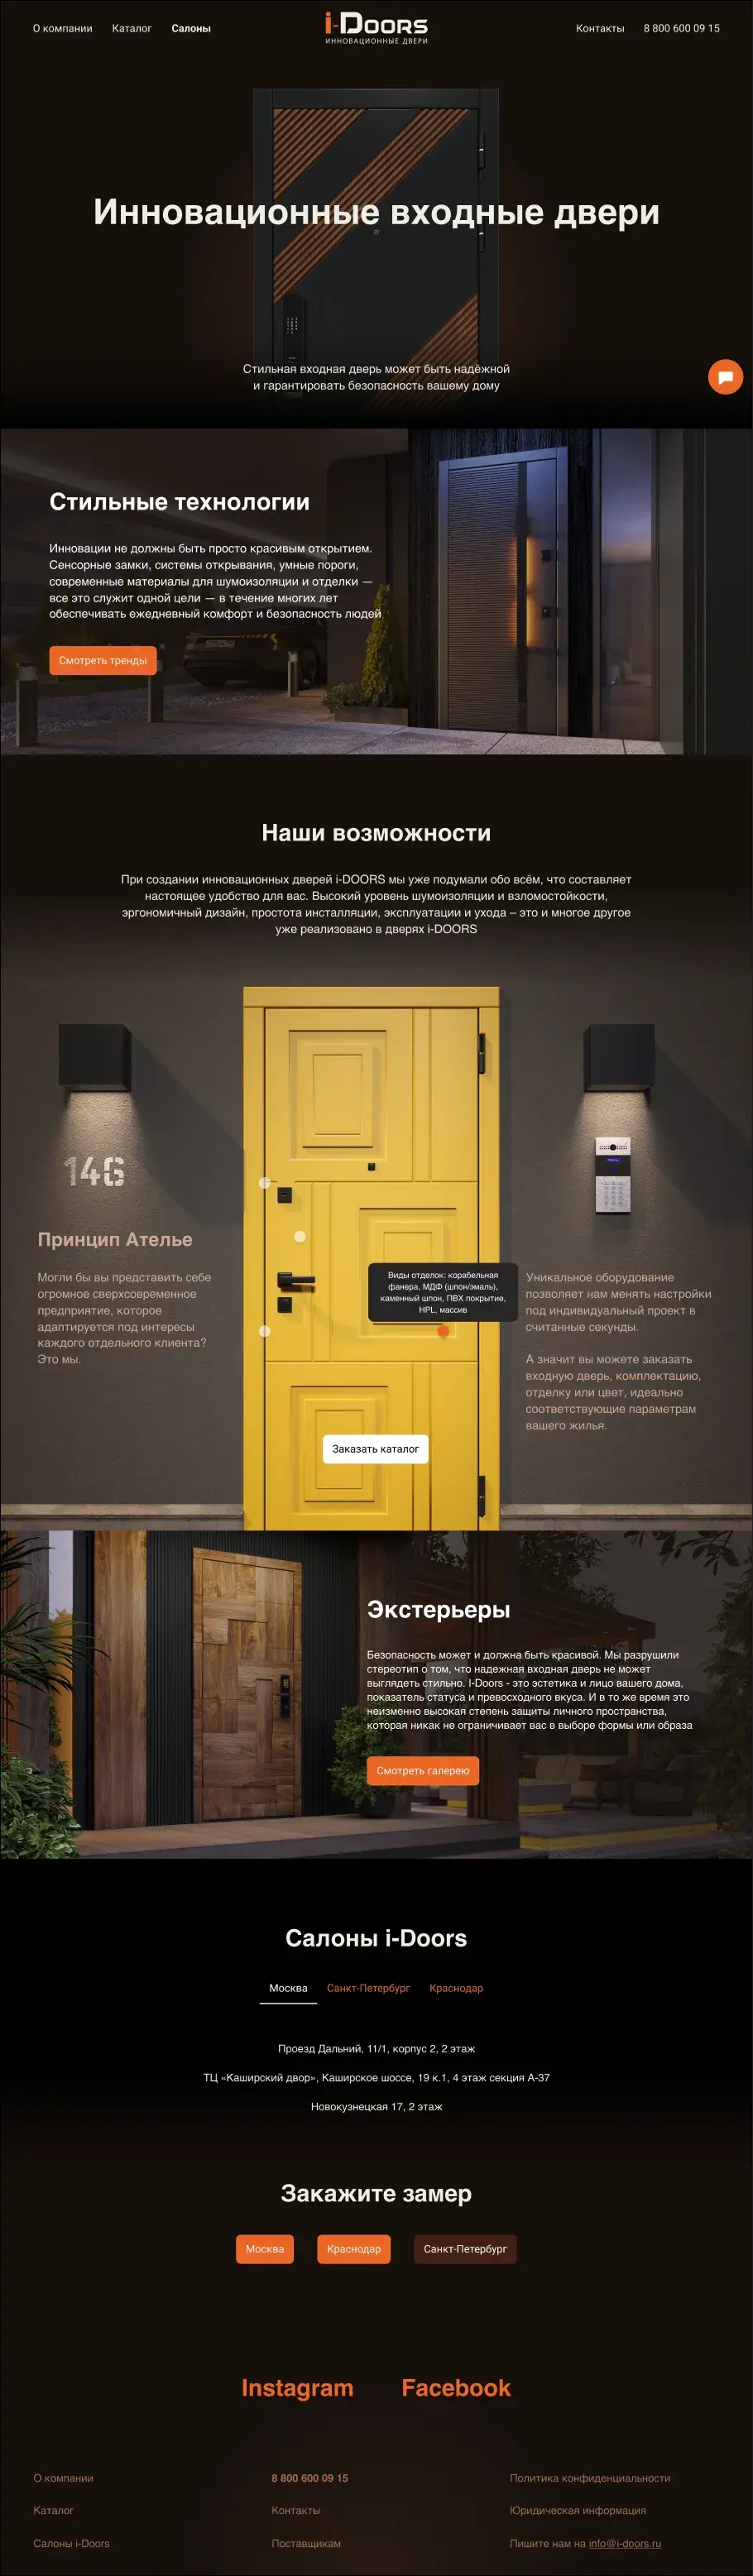 О компании Каталог Салоны
i-Doors
ИННОВАЦИОННЫЕ ДВЕРИ
Контакты 8 800 600 09 15
Инновационные входные двери
Стильная входная дверь может быть надёжной
и гарантировать безопасность вашему дому
Стильные технологии
Инновации не должны быть просто красивым открытием.
Сенсорные замки, системы открывания, умные пороги,
современные материалы для шумоизоляции и отделки —
все это служит одной цели — в течение многих лет
обеспечивать ежедневный комфорт и безопасность людей
Смотреть тренды
Наши возможности
При создании инновационных дверей i-DOORS мы уже подумали обо всём, что составляет
настоящее удобство для вас. Высокий уровень шумоизоляции и взломостойкости,
эргономичный дизайн, простота инсталляции, эксплуатации и ухода – это и многое другое
уже реализовано в дверях i-DOORS
14G
Принцип Ателье
Могли бы вы представить себе
огромное сверхсовременное
предприятие, которое
адаптируется под интересы
каждого отдельного клиента?
Это мы.
Виды отделок: корабельная
фанера, МДФ (шпон/эмаль),
каменный шпон, ПВХ покрытие,
HPL, массив
Уникальное оборудование
позволяет нам менять настройки
под индивидуальный проект в
считанные секунды.
А значит вы можете заказать
входную дверь, комплектацию,
отделку или цвет, идеально
соответствующие параметрам
вашего жилья.
Заказать каталог
Экстерьеры
Безопасность может и должна быть красивой. Мы разрушили
стереотип о том, что надежная входная дверь не может
выглядеть стильно. I-Doors - это эстетика и лицо вашего дома,
показатель статуса и превосходного вкуса. И в то же время это
неизменно высокая степень защиты личного пространства,
которая никак не ограничивает вас в выборе формы или образа
Смотреть галерею
Салоны i-Doors
Москва Санкт-Петербург Краснодар
Проезд Дальний, 11/1, корпус 2, 2 этаж
ТЦ «Каширский двор», Каширское шоссе, 19 к.1, 4 этаж секция А-37
Новокузнецкая 17, 2 этаж
Закажите замер
Москва Краснодар Санкт-Петербург
Instagram Facebook
О компании 8 800 600 09 15 Политика конфиденциальности
Каталог Контакты Юридическая информация
Салоны i-Doors Поставщикам Пишите нам на info@i-doors.ru